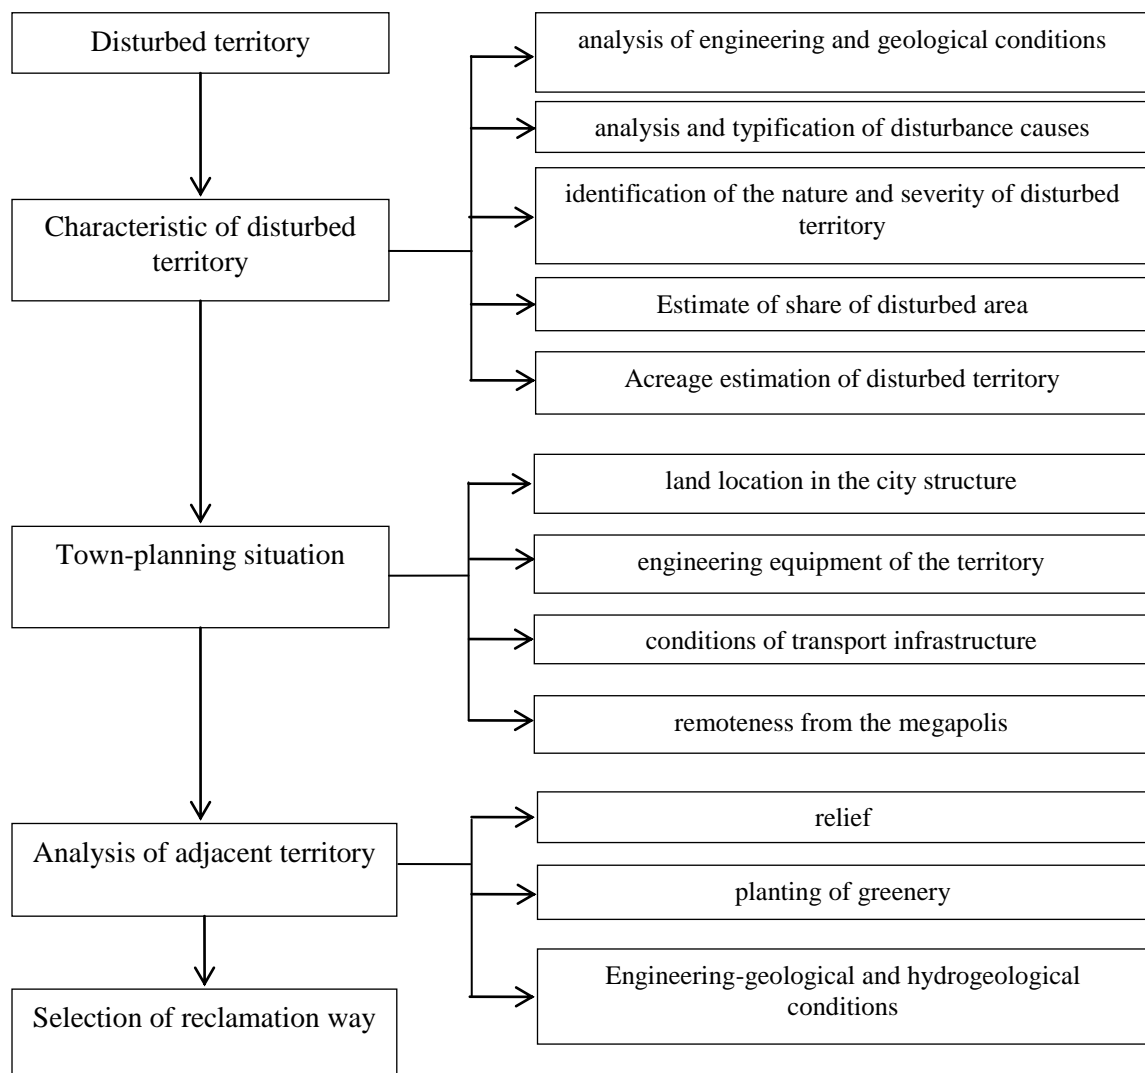 Disturbed territory
analysis of engineering and geological conditions
analysis and typification of disturbance causes
identification of the nature and severity of disturbed
territory
Characteristic of disturbed
territory
Estimate of share of disturbed area
Acreage estimation of disturbed territory
land location in the city structure
Town-planning situation
engineering equipment of the territory
conditions of transport infrastructure
remoteness from the megapolis
relief
Analysis of adjacent territory
planting of greenery
Engineering-geological and hydrogeological
conditions
Selection of reclamation way